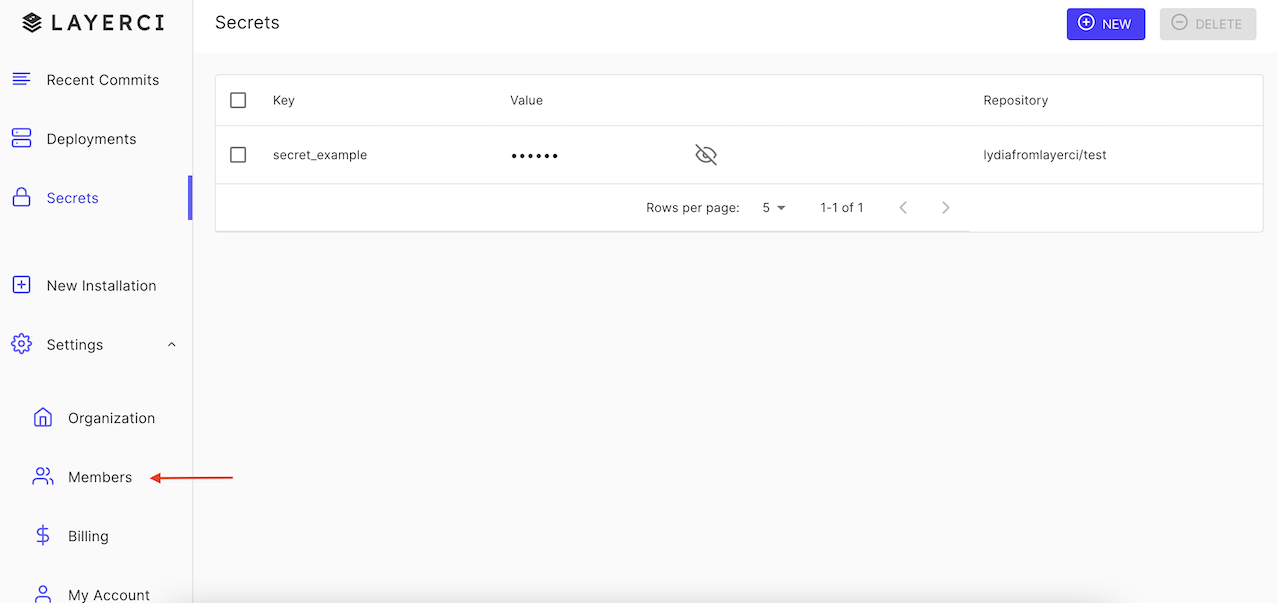 LAYERCI
Secrets
NEW
DELETE
Recent Commits
Deployments
Secrets
New Installation
Settings
Organization
Members
Billing
My Account
Key Value Repository
secret_example •••••• lydiafromlayerci/test
Rows per page: 5 1-1 of 1